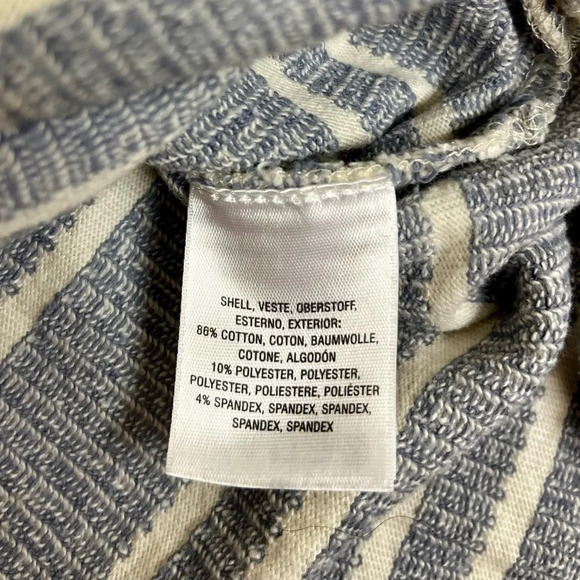 SHELL, VESTE, OBERSTOFF,
ESTERNO, EXTERIOR:
86% COTTON, COTON, BAUMWOLLE,
COTONE, ALGODÓN
10% POLYESTER, POLYESTER,
POLYESTER, POLIESTERE, POLIÉSTER
4% SPANDEX, SPANDEX, SPANDEX,
SPANDEX, SPANDEX